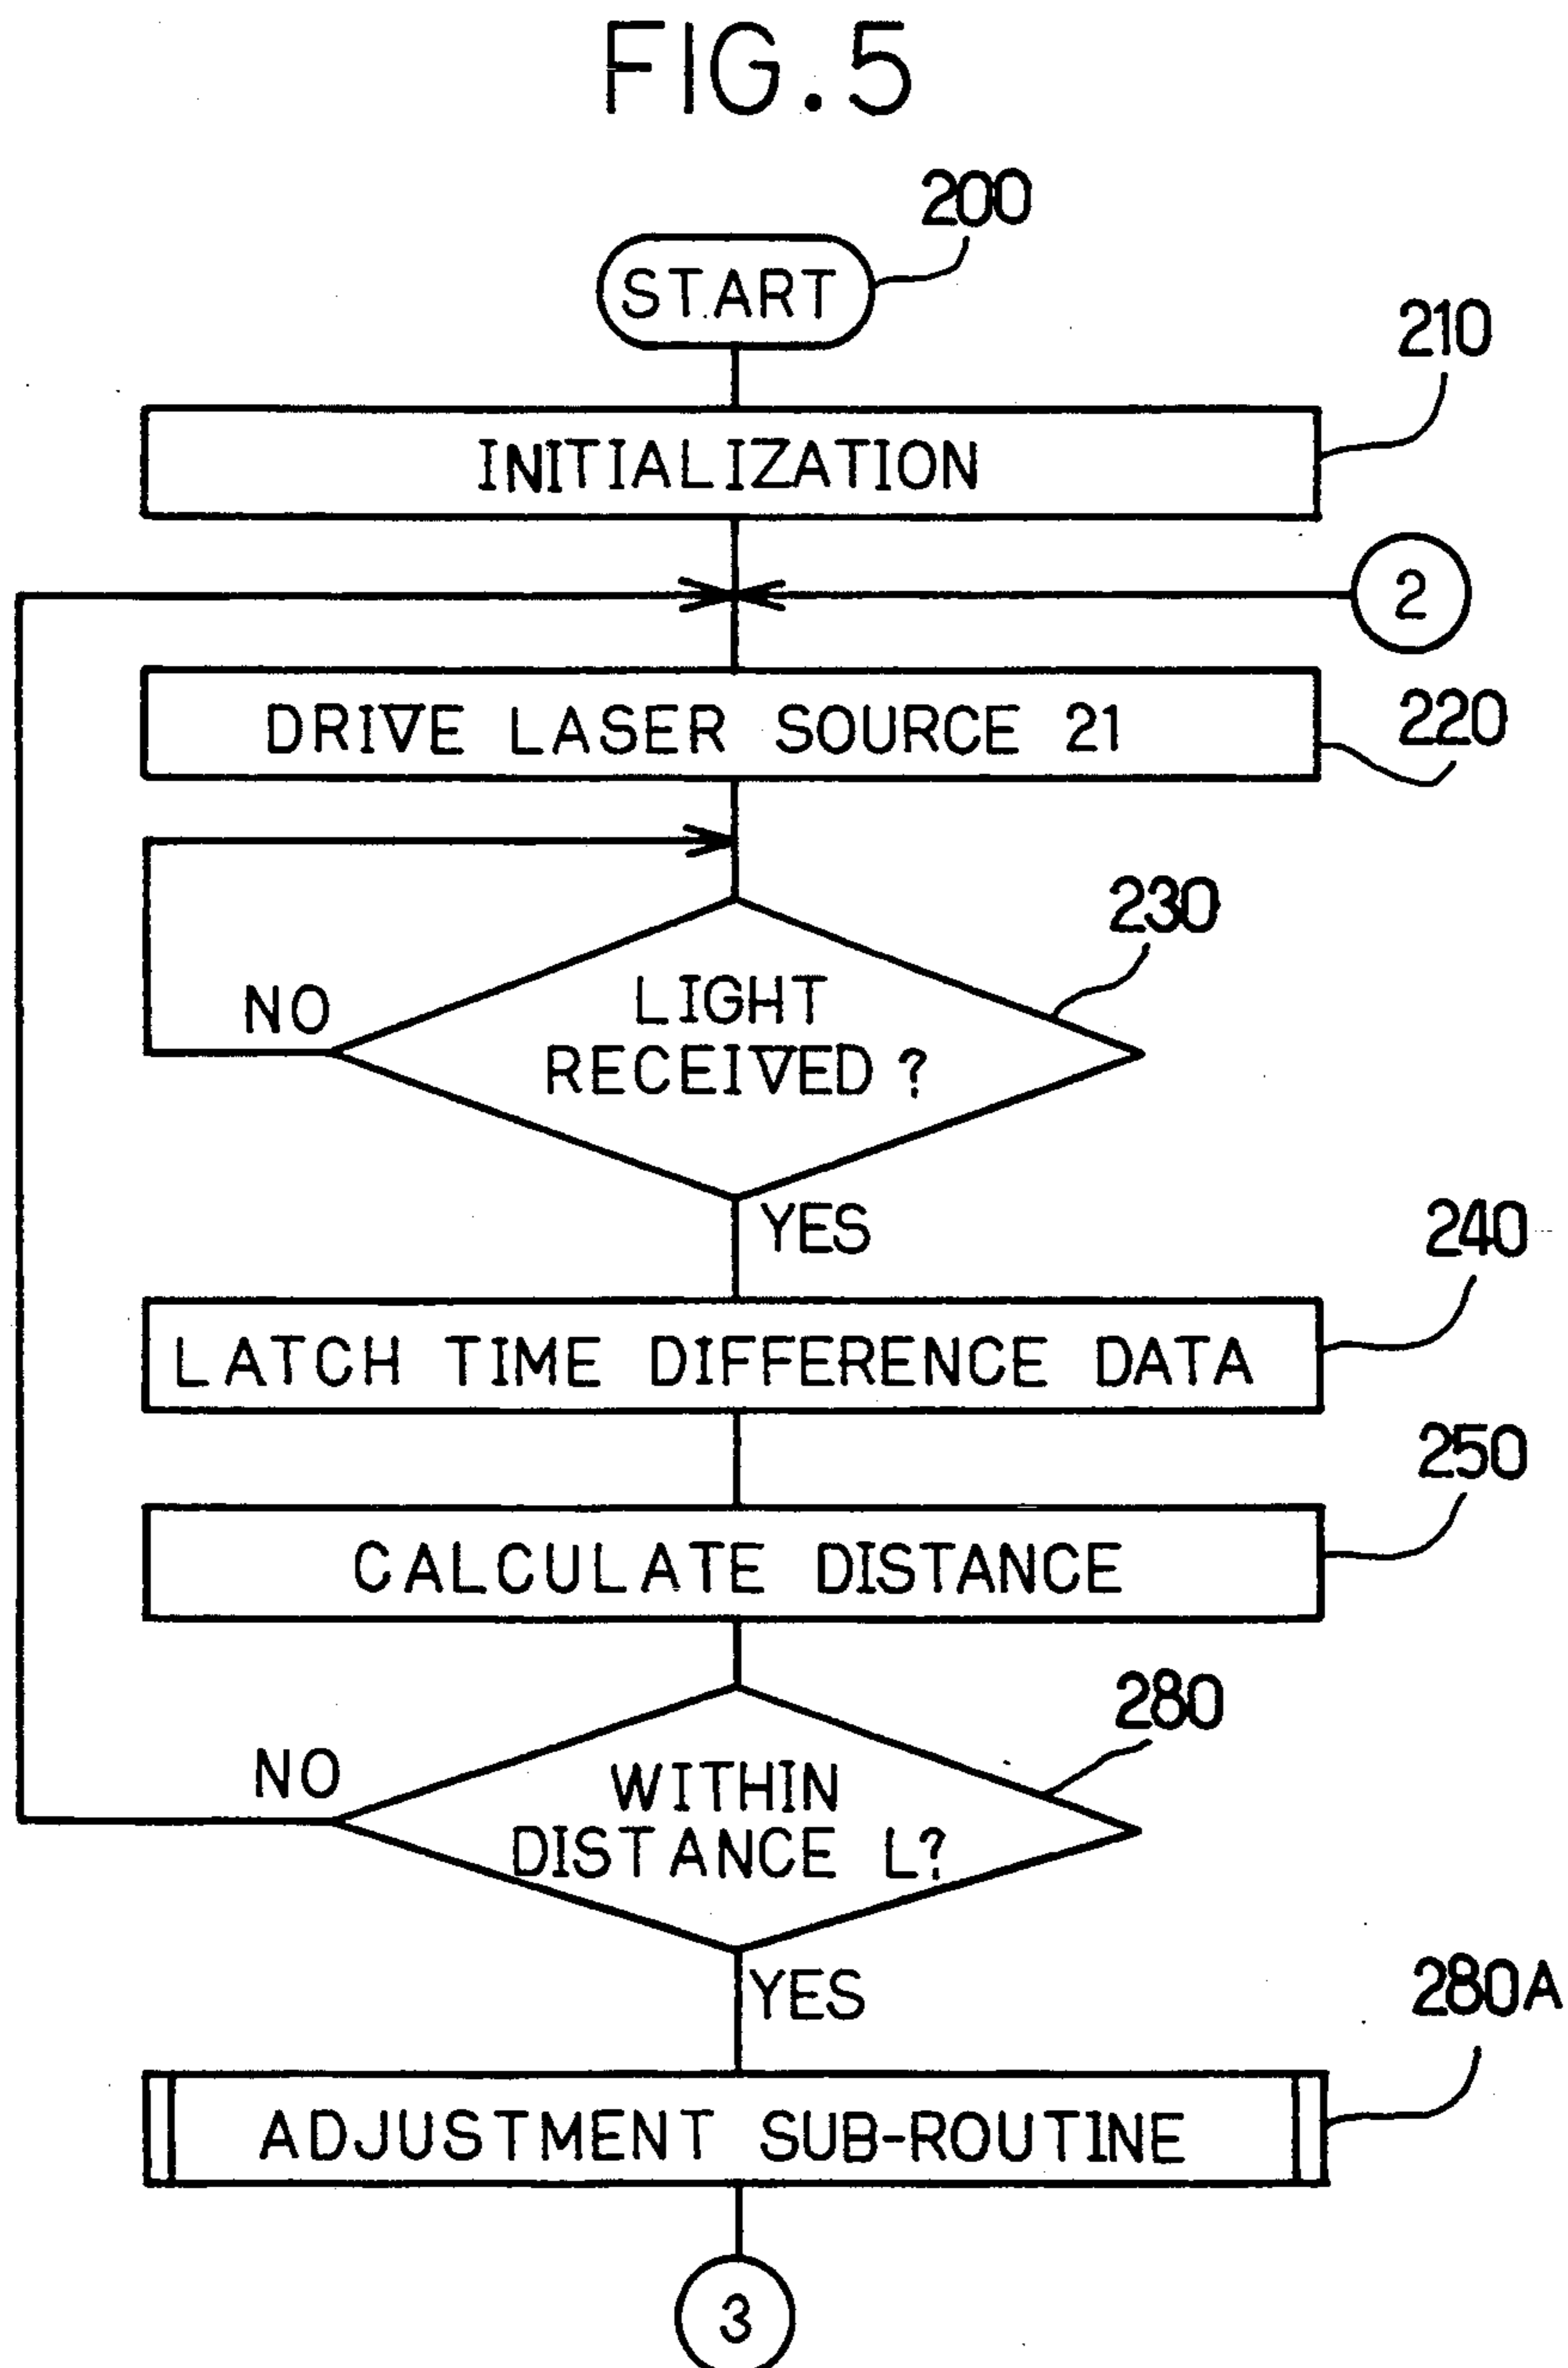 FIG.5
200
START
210
INITIALIZATION
2
DRIVE LASER SOURCE 21
220
230
LIGHT
RECEIVED ?
NO
YES
240
LATCH TIME DIFFERENCE DATA
250
CALCULATE DISTANCE
280
NO
WITHIN
DISTANCE L?
YES
280A
ADJUSTMENT SUB-ROUTINE
3